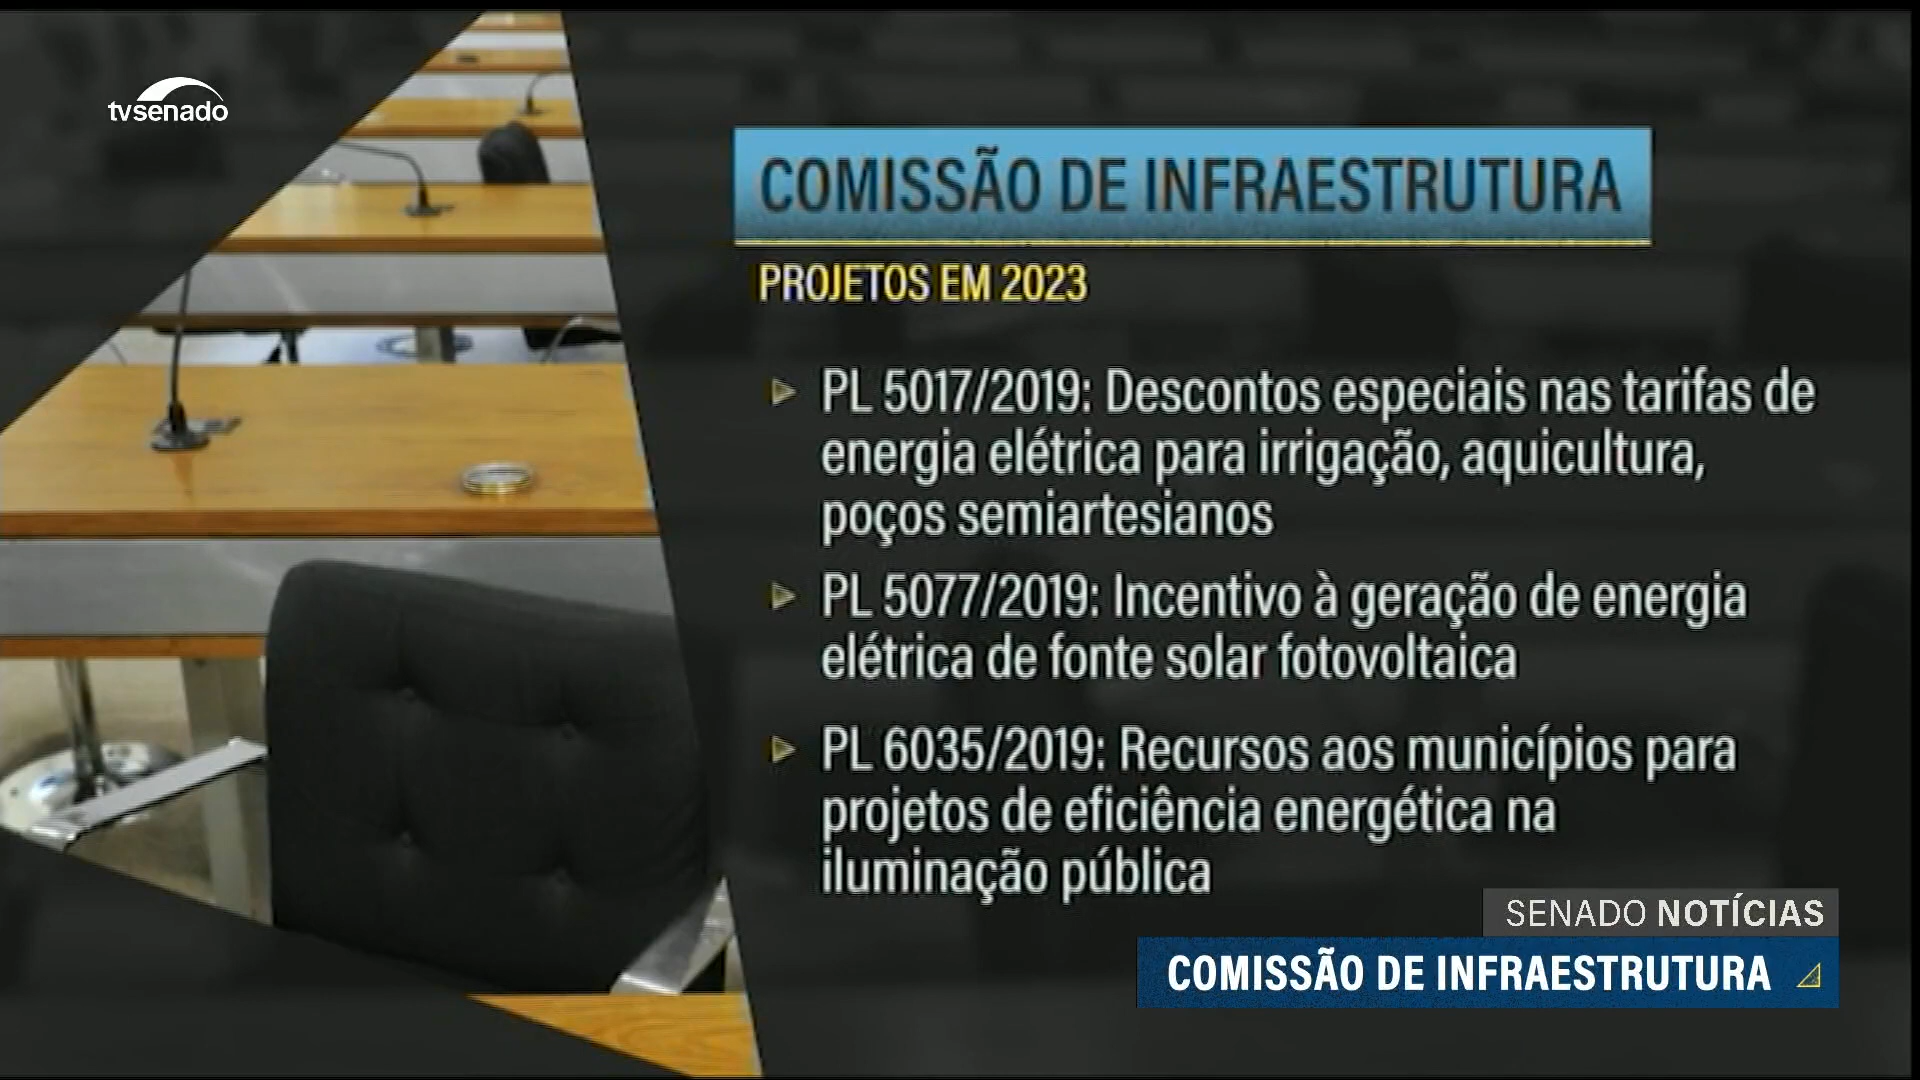 tvsenado
COMISSÃO DE INFRAESTRUTURA
PROJETOS EM 2023
PL 5017/2019: Descontos especiais nas tarifas de
energia elétrica para irrigação, aquicultura,
poços semiartesianos
PL 5077/2019: Incentivo à geração de energia
elétrica de fonte solar fotovoltaica
PL 6035/2019: Recursos aos municípios para
projetos de eficiência energética na
iluminação pública
SENADO NOTÍCIAS
COMISSÃO DE INFRAESTRUTURA